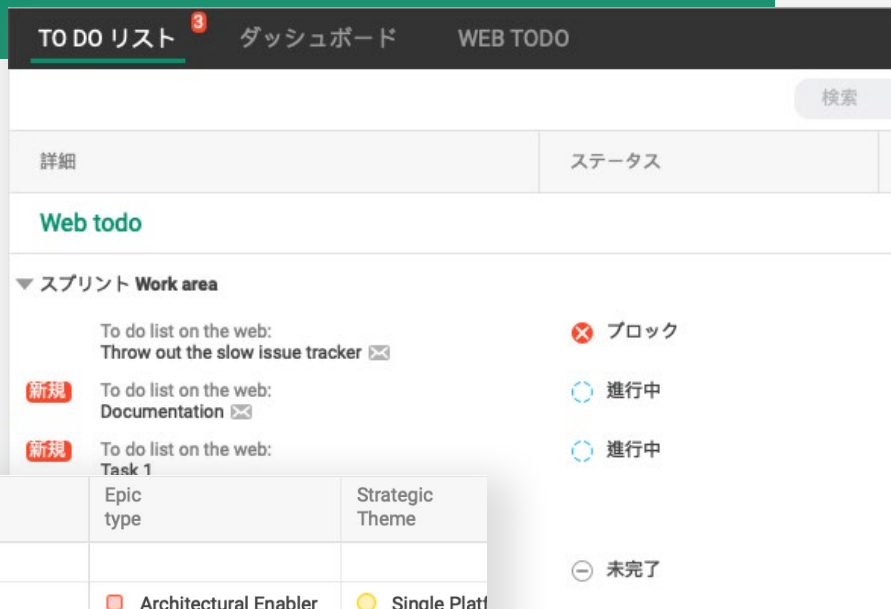 TO DO リスト 3 ダッシュボード WEB TODO
検索
詳細 ステータス
Web todo
スプリント Work area
To do list on the web: ブロック
Throw out the slow issue tracker
新規 To do list on the web: 進行中
Documentation
新規 To do list on the web: 進行中
Task 1
Epic Strategic
type Theme
未完了
Architectural Enabler Single Platf